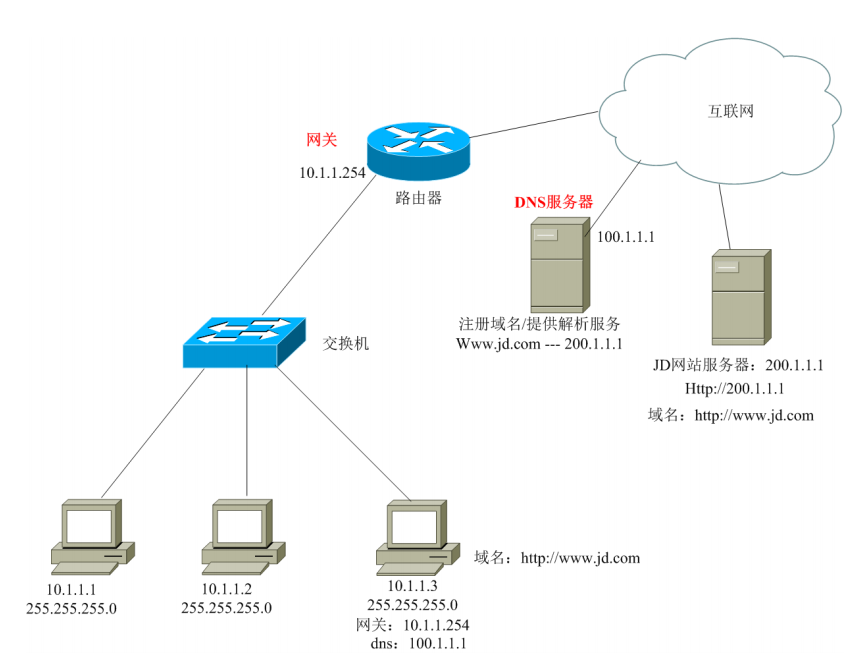 互联网
网关
10.1.1.254
路由器
DNS服务器
100.1.1.1
注册域名/提供解析服务
Www.jd.com --- 200.1.1.1
交换机
JD网站服务器：200.1.1.1
Http://200.1.1.1
域名：http://www.jd.com
10.1.1.1
255.255.255.0
10.1.1.2
255.255.255.0
10.1.1.3
255.255.255.0
网关：10.1.1.254
dns：100.1.1.1
域名：http://www.jd.com